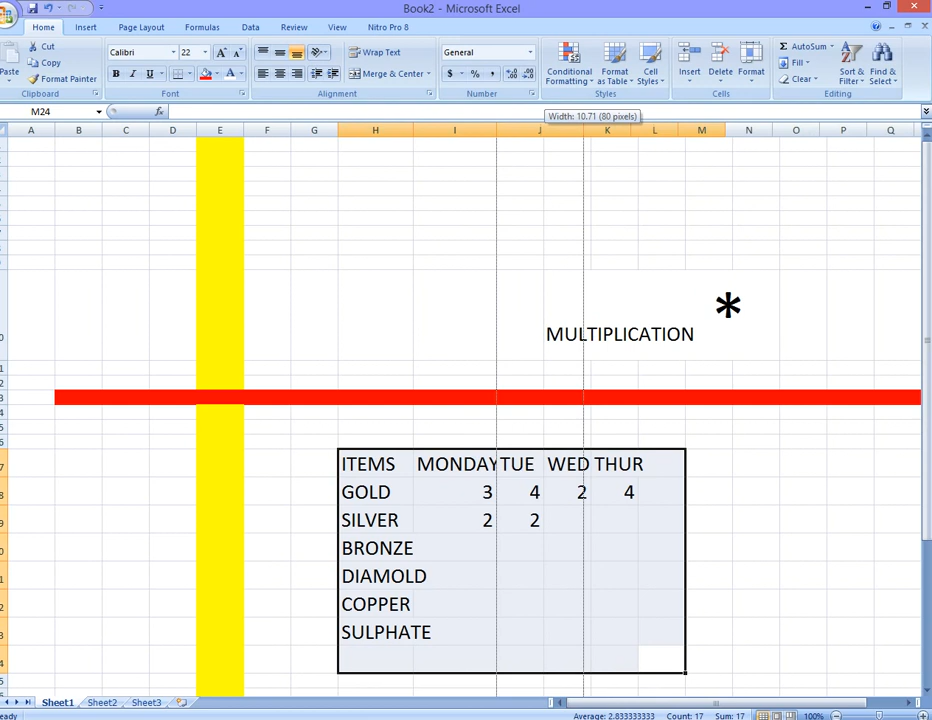 Book2 - Microsoft Excel
Home Insert Page Layout Formulas Data Review View Nitro Pro 8
Cut
Copy
Paste
Format Painter
Clipboard
Calibri 22 A A
B I U A
Font
Wrap Text
Merge & Center
Alignment
General
$ % ,
Number
Conditional Formatting
Format as Table
Cell Styles
Styles
Insert Delete Format
Cells
Σ AutoSum
Fill
Clear
Sort & Filter
Find & Select
Editing
M24 fx
Width: 10.71 (80 pixels)
A B C D E F G H I J K L M N O P Q
*
MULTIPLICATION
ITEMS MONDAY TUE WED THUR
GOLD 3 4 2 4
SILVER 2 2
BRONZE
DIAMOLD
COPPER
SULPHATE
Sheet1 Sheet2 Sheet3
Average: 2.833333333 Count: 17 Sum: 17 100%